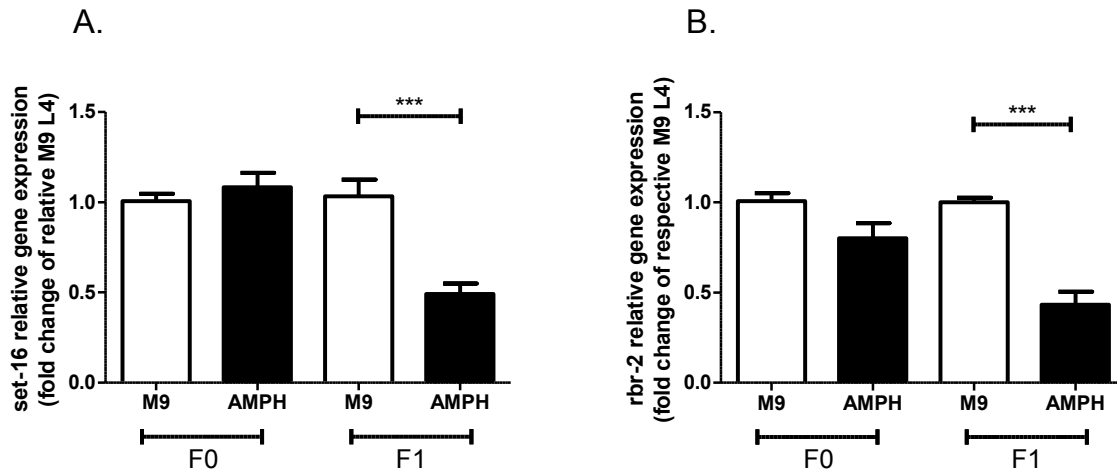 A.
set-16 relative gene expression
(fold change of relative M9 L4)
1.5
1.0
0.5
0.0
***
M9 AMPH M9 AMPH
F0 F1
B.
rbr-2 relative gene expression
(fold change of respective M9 L4)
1.5
1.0
0.5
0.0
***
M9 AMPH M9 AMPH
F0 F1